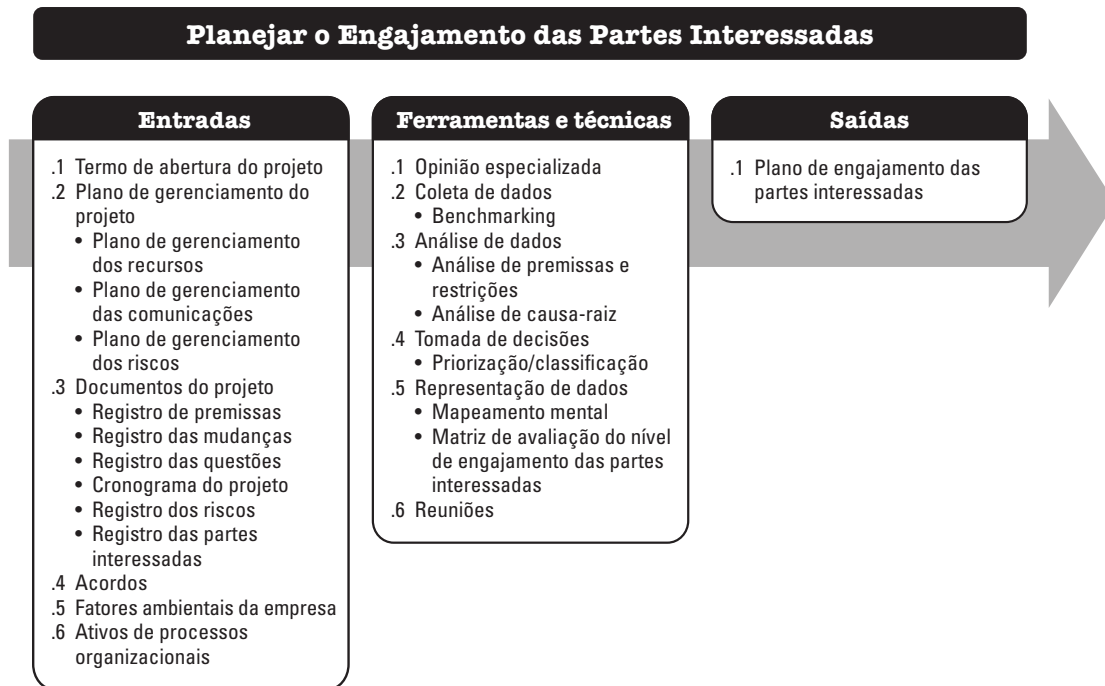 Planejar o Engajamento das Partes Interessadas
Entradas
.1 Termo de abertura do projeto
.2 Plano de gerenciamento do
projeto
• Plano de gerenciamento
dos recursos
• Plano de gerenciamento
das comunicações
• Plano de gerenciamento
dos riscos
.3 Documentos do projeto
• Registro de premissas
• Registro das mudanças
• Registro das questões
• Cronograma do projeto
• Registro dos riscos
• Registro das partes
interessadas
.4 Acordos
.5 Fatores ambientais da empresa
.6 Ativos de processos
organizacionais
Ferramentas e técnicas
.1 Opinião especializada
.2 Coleta de dados
• Benchmarking
.3 Análise de dados
• Análise de premissas e
restrições
• Análise de causa-raiz
.4 Tomada de decisões
• Priorização/classificação
.5 Representação de dados
• Mapeamento mental
• Matriz de avaliação do nível
de engajamento das partes
interessadas
.6 Reuniões
Saídas
.1 Plano de engajamento das
partes interessadas